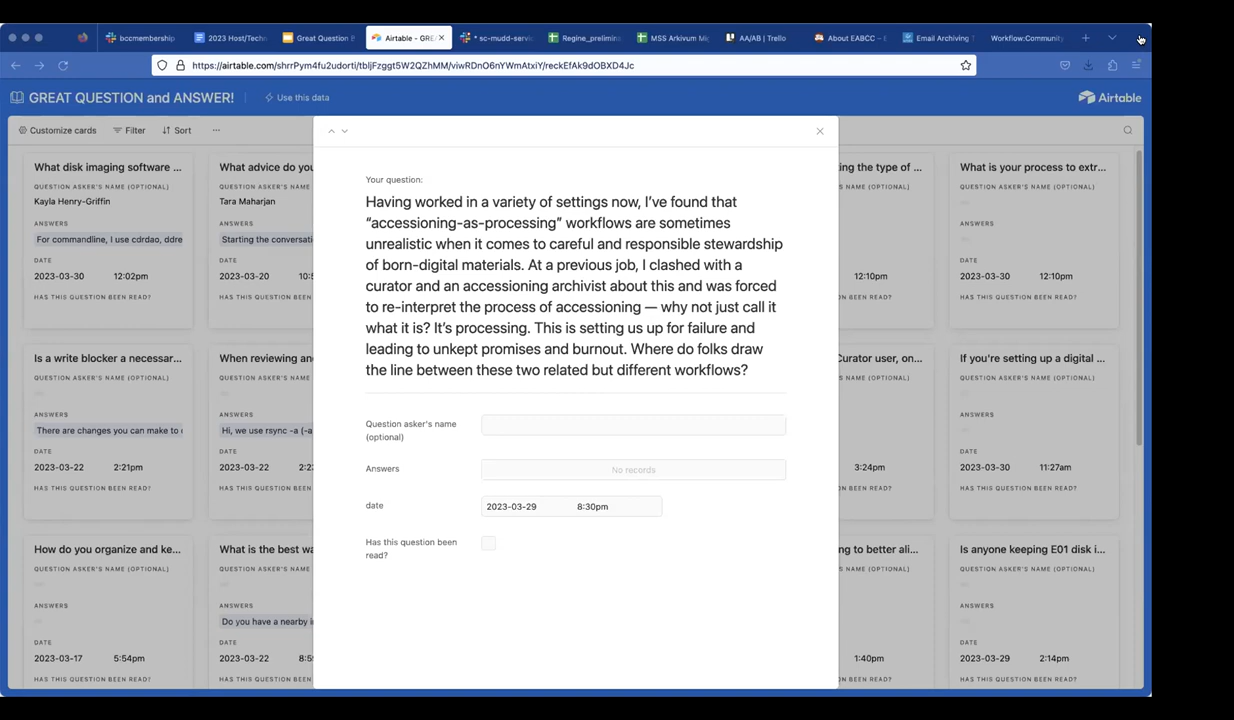 bccmembership
2023 Host/Tech
Great Question B
Airtable - GRE
* sc-mudd-servi
Regine_prelimin
MSS Arkivum Mig
AA/AB | Trello
About EABCC – E
Email Archiving T
Workflow:Community
https://airtable.com/shrrPym4fu2udorti/tbljFzggt5W2QZhMM/viwRDnO6nYWmAtxiY/reckEfAk9dOBXD4Jc
GREAT QUESTION and ANSWER!
Use this data
Airtable
Customize cards
Filter
Sort
What disk imaging software ...
QUESTION ASKER'S NAME (OPTIONAL)
Kayla Henry-Griffin
ANSWERS
For commandline, I use cdrdao, ddre
DATE
2023-03-30 12:02pm
HAS THIS QUESTION BEEN READ?
What advice do you
QUESTION ASKER'S NAME
Tara Maharjan
ANSWERS
Starting the conversati
DATE
2023-03-20 10:5
HAS THIS QUESTION BEEN
Your question:
Having worked in a variety of settings now, I've found that
“accessioning-as-processing” workflows are sometimes
unrealistic when it comes to careful and responsible stewardship
of born-digital materials. At a previous job, I clashed with a
curator and an accessioning archivist about this and was forced
to re-interpret the process of accessioning — why not just call it
what it is? It's processing. This is setting us up for failure and
leading to unkept promises and burnout. Where do folks draw
the line between these two related but different workflows?
Question asker's name
(optional)
Answers
No records
date
2023-03-29 8:30pm
Has this question been
read?
ing the type of ...
R'S NAME (OPTIONAL)
12:10pm
ON BEEN READ?
What is your process to extr...
QUESTION ASKER'S NAME (OPTIONAL)
ANSWERS
DATE
2023-03-30 12:10pm
HAS THIS QUESTION BEEN READ?
Is a write blocker a necessar...
QUESTION ASKER'S NAME (OPTIONAL)
ANSWERS
There are changes you can make to
DATE
2023-03-22 2:21pm
HAS THIS QUESTION BEEN READ?
When reviewing an
QUESTION ASKER'S NAME
ANSWERS
Hi, we use rsync -a (-a
DATE
2023-03-22 2:2
HAS THIS QUESTION BEEN
Curator user, on...
R'S NAME (OPTIONAL)
3:24pm
ON BEEN READ?
If you're setting up a digital ...
QUESTION ASKER'S NAME (OPTIONAL)
ANSWERS
DATE
2023-03-30 11:27am
HAS THIS QUESTION BEEN READ?
How do you organize and ke...
QUESTION ASKER'S NAME (OPTIONAL)
ANSWERS
DATE
2023-03-17 5:54pm
HAS THIS QUESTION BEEN READ?
What is the best wa
QUESTION ASKER'S NAME
ANSWERS
Do you have a nearby i
DATE
2023-03-22 8:5
HAS THIS QUESTION BEEN
ng to better ali...
R'S NAME (OPTIONAL)
1:40pm
ON BEEN READ?
Is anyone keeping E01 disk i...
QUESTION ASKER'S NAME (OPTIONAL)
ANSWERS
DATE
2023-03-29 2:14pm
HAS THIS QUESTION BEEN READ?